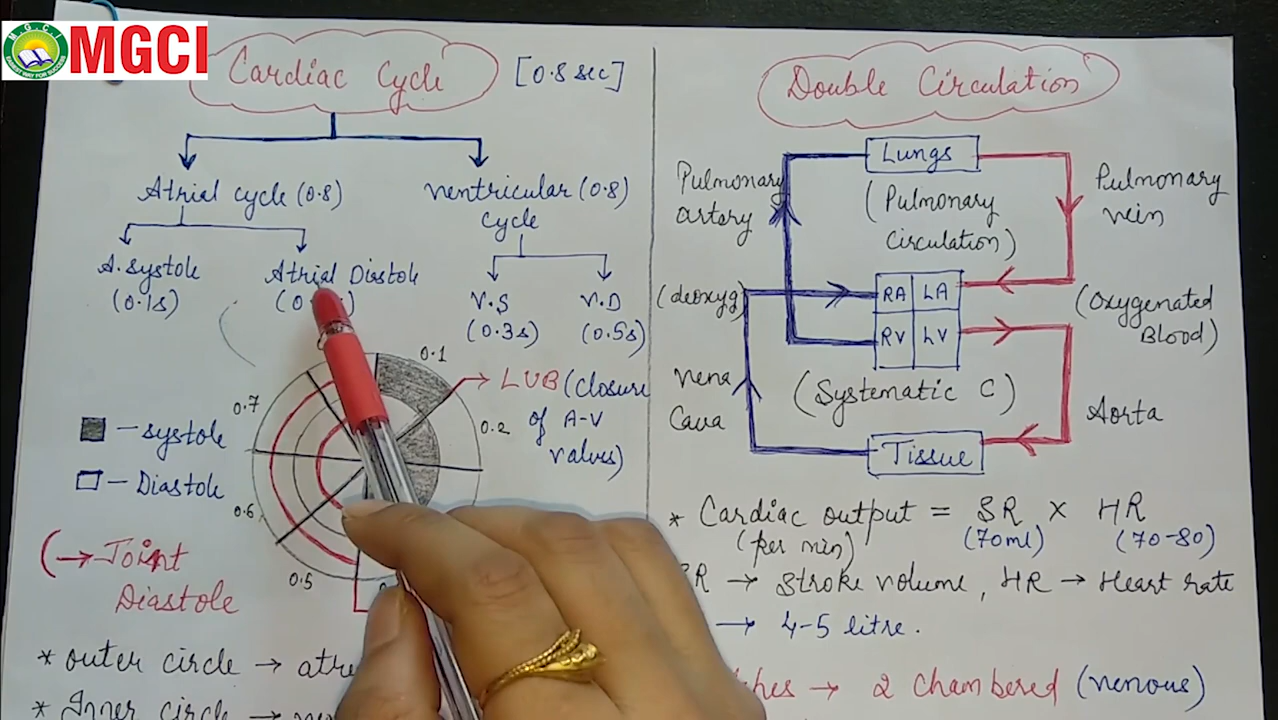 M.G.C.I.
MGCI
Cardiac Cycle [0.8 sec]
Atrial cycle (0.8)
Ventricular (0.8)
cycle
A. Systole
(0.1s)
Atrial Diastole
(0.
V.S
(0.3s)
V.D
(0.5s)
0.1
0.2
0.5
0.6
0.7
LUB (closure
of A-V
valves)
- systole
- Diastole
( → Joint
Diastole
* outer circle →
* Inner circle →
Double Circulation
Lungs
(Pulmonary
Circulation)
Pulmonary
artery
Pulmonary
vein
(deoxyg)
RA LA
RV LV
(Oxygenated
Blood)
(Systematic C)
Vena
Cava
Aorta
Tissue
* Cardiac output = SR × HR
(per min) (70ml) (70-80)
R → Stroke volume, HR → Heart rate
→ 4-5 litre.
→ 2 chambered (venous)